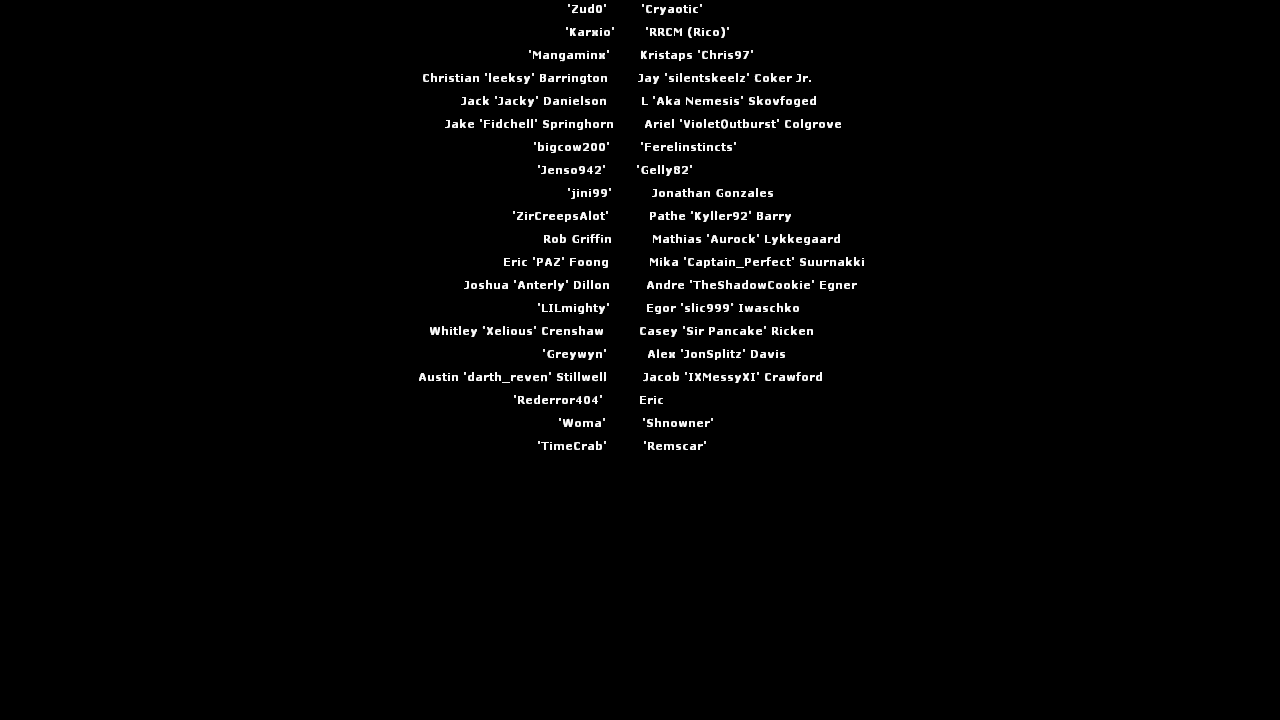 'Zud0' 'Cryaotic'
'Karxio' 'RRCM (Rico)'
'Mangaminx' Kristaps 'Chris97'
Christian 'leeksy' Barrington Jay 'silentskeelz' Coker Jr.
Jack 'Jacky' Danielson L 'Aka Nemesis' Skovfoged
Jake 'Fidchell' Springhorn Ariel 'VioletOutburst' Colgrove
'bigcow200' 'Ferelinstincts'
'Jenso942' 'Gelly82'
'jini99' Jonathan Gonzales
'ZirCreepsAlot' Pathe 'Kyller92' Barry
Rob Griffin Mathias 'Aurock' Lykkegaard
Eric 'PAZ' Foong Mika 'Captain_Perfect' Suurnakki
Joshua 'Anterly' Dillon Andre 'TheShadowCookie' Egner
'LILmighty' Egor 'slic999' Iwaschko
Whitley 'Xelious' Crenshaw Casey 'Sir Pancake' Ricken
'Greywyn' Alex 'JonSplitz' Davis
Austin 'darth_reven' Stillwell Jacob 'IXMessyXI' Crawford
'Rederror404' Eric
'Woma' 'Shnowner'
'TimeCrab' 'Remscar'